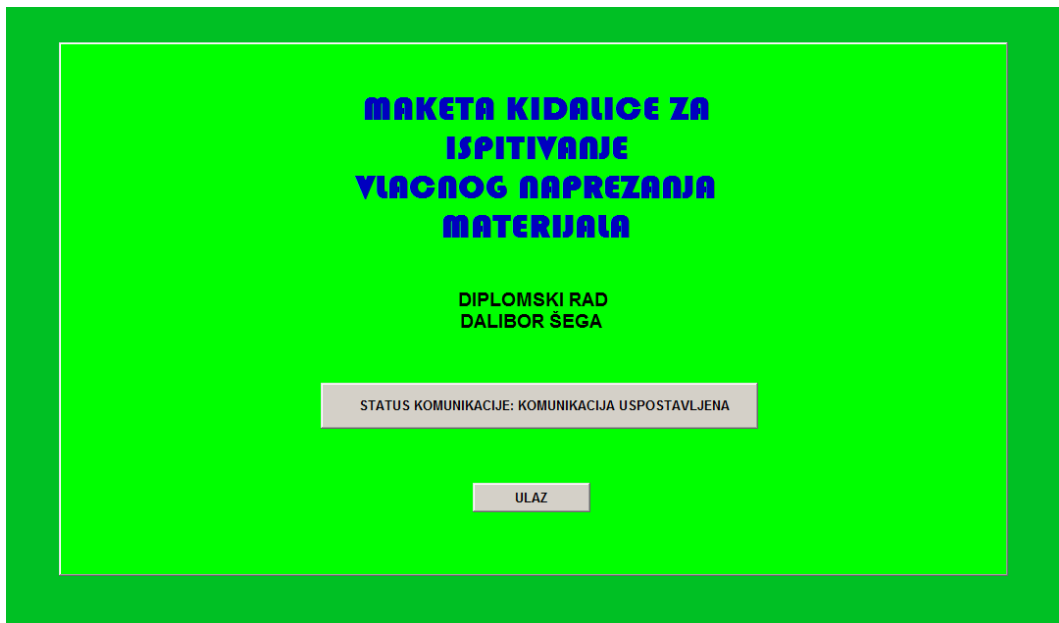 MAKETA KIDALICE ZA
ISPITIVANJE
VLACNOG NAPREZANJA
MATERIJALA
DIPLOMSKI RAD
DALIBOR ŠEGA
STATUS KOMUNIKACIJE: KOMUNIKACIJA USPOSTAVLJENA
ULAZ